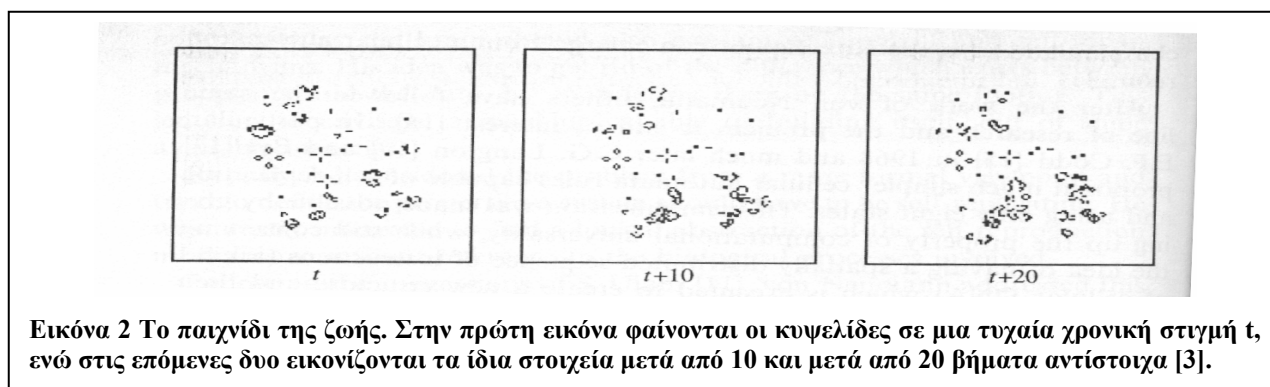 t
t+10
t+20
Εικόνα 2 Το παιχνίδι της ζωής. Στην πρώτη εικόνα φαίνονται οι κυψελίδες σε μια τυχαία χρονική στιγμή t,
ενώ στις επόμενες δυο εικονίζονται τα ίδια στοιχεία μετά από 10 και μετά από 20 βήματα αντίστοιχα [3].